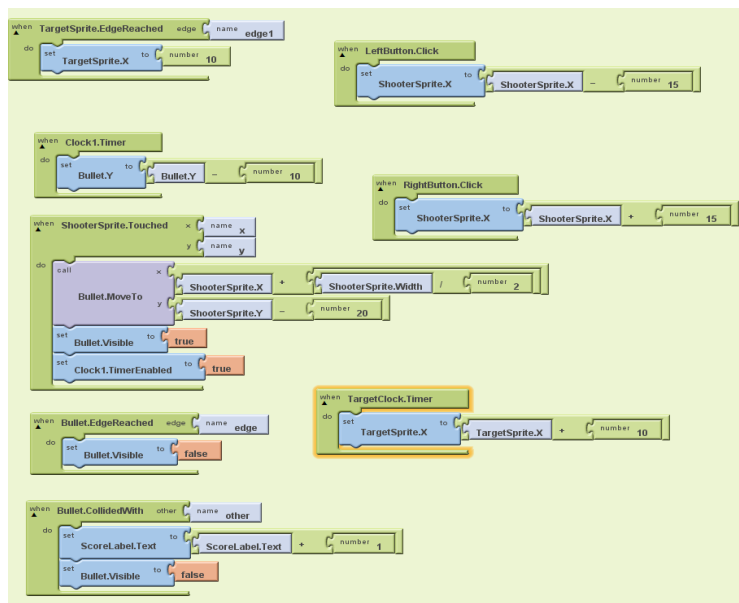 when TargetSprite.EdgeReached edge name edge1
do set TargetSprite.X to number 10
when LeftButton.Click
do set ShooterSprite.X to ShooterSprite.X - number 15
when Clock1.Timer
do set Bullet.Y to Bullet.Y - number 10
when RightButton.Click
do set ShooterSprite.X to ShooterSprite.X + number 15
when ShooterSprite.Touched x name x
y name y
do call Bullet.MoveTo x ShooterSprite.X + ShooterSprite.Width / number 2
y ShooterSprite.Y - number 20
set Bullet.Visible to true
set Clock1.TimerEnabled to true
when TargetClock.Timer
do set TargetSprite.X to TargetSprite.X + number 10
when Bullet.EdgeReached edge name edge
do set Bullet.Visible to false
when Bullet.CollidedWith other name other
do set ScoreLabel.Text to ScoreLabel.Text + number 1
set Bullet.Visible to false